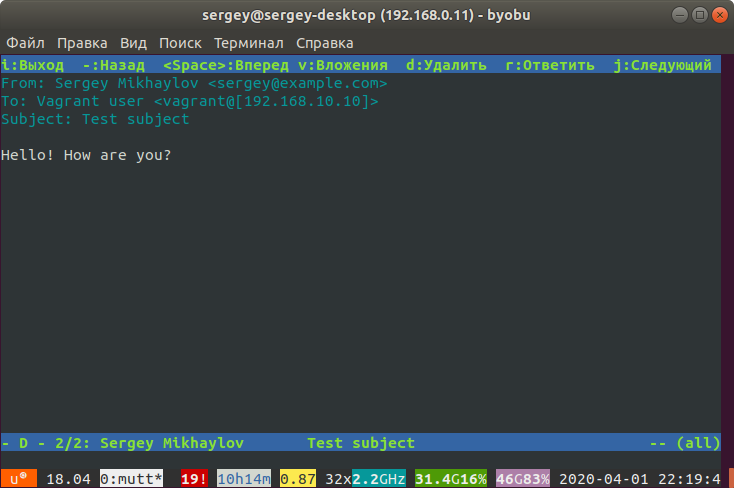 sergey@sergey-desktop (192.168.0.11) - byobu
Файл Правка Вид Поиск Терминал Справка
i:Выход -:Назад <Space>:Вперед v:Вложения d:Удалить r:Ответить j:Следующий
From: Sergey Mikhaylov <sergey@example.com>
To: Vagrant user <vagrant@[192.168.10.10]>
Subject: Test subject
Hello! How are you?
- D - 2/2: Sergey Mikhaylov Test subject -- (all)
u 18.04 0:mutt* 19! 10h14m 0.87 32x2.2GHz 31.4G16% 46G83% 2020-04-01 22:19:4